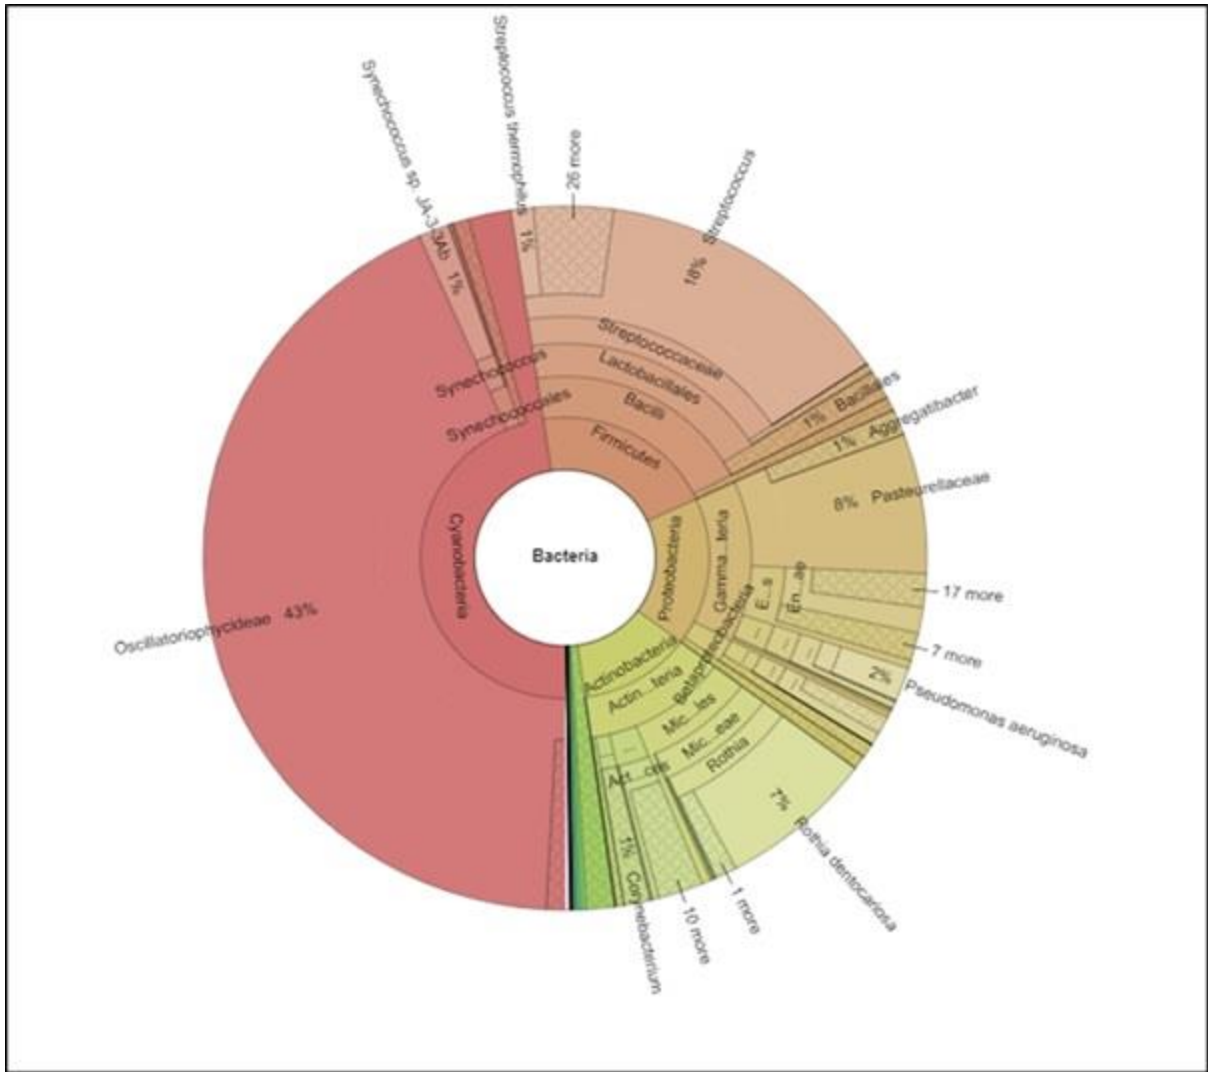 Streptococcus thermophilus 1%
26 more
18% Streptococcus
Synechococcus sp. JA-3-3Ab 1%
Streptococcaceae
Lactobacillales
Bacilli
Firmicutes
1% Bacillales
1% Aggregatibacter
8% Pasteurellaceae
Synechococcus
Synechococcales
Cyanobacteria
Bacteria
Proteobacteria
Gamma...teria
E...s
En...ae
17 more
7 more
2% Pseudomonas aeruginosa
Oscillatoriophycideae 43%
Betaproteobacteria
Actinobacteria
Actin...teria
Mic...les
Mic...eae
Rothia
7% Rothia dentocariosa
Act...ces
1 more
10 more
1% Corynebacterium